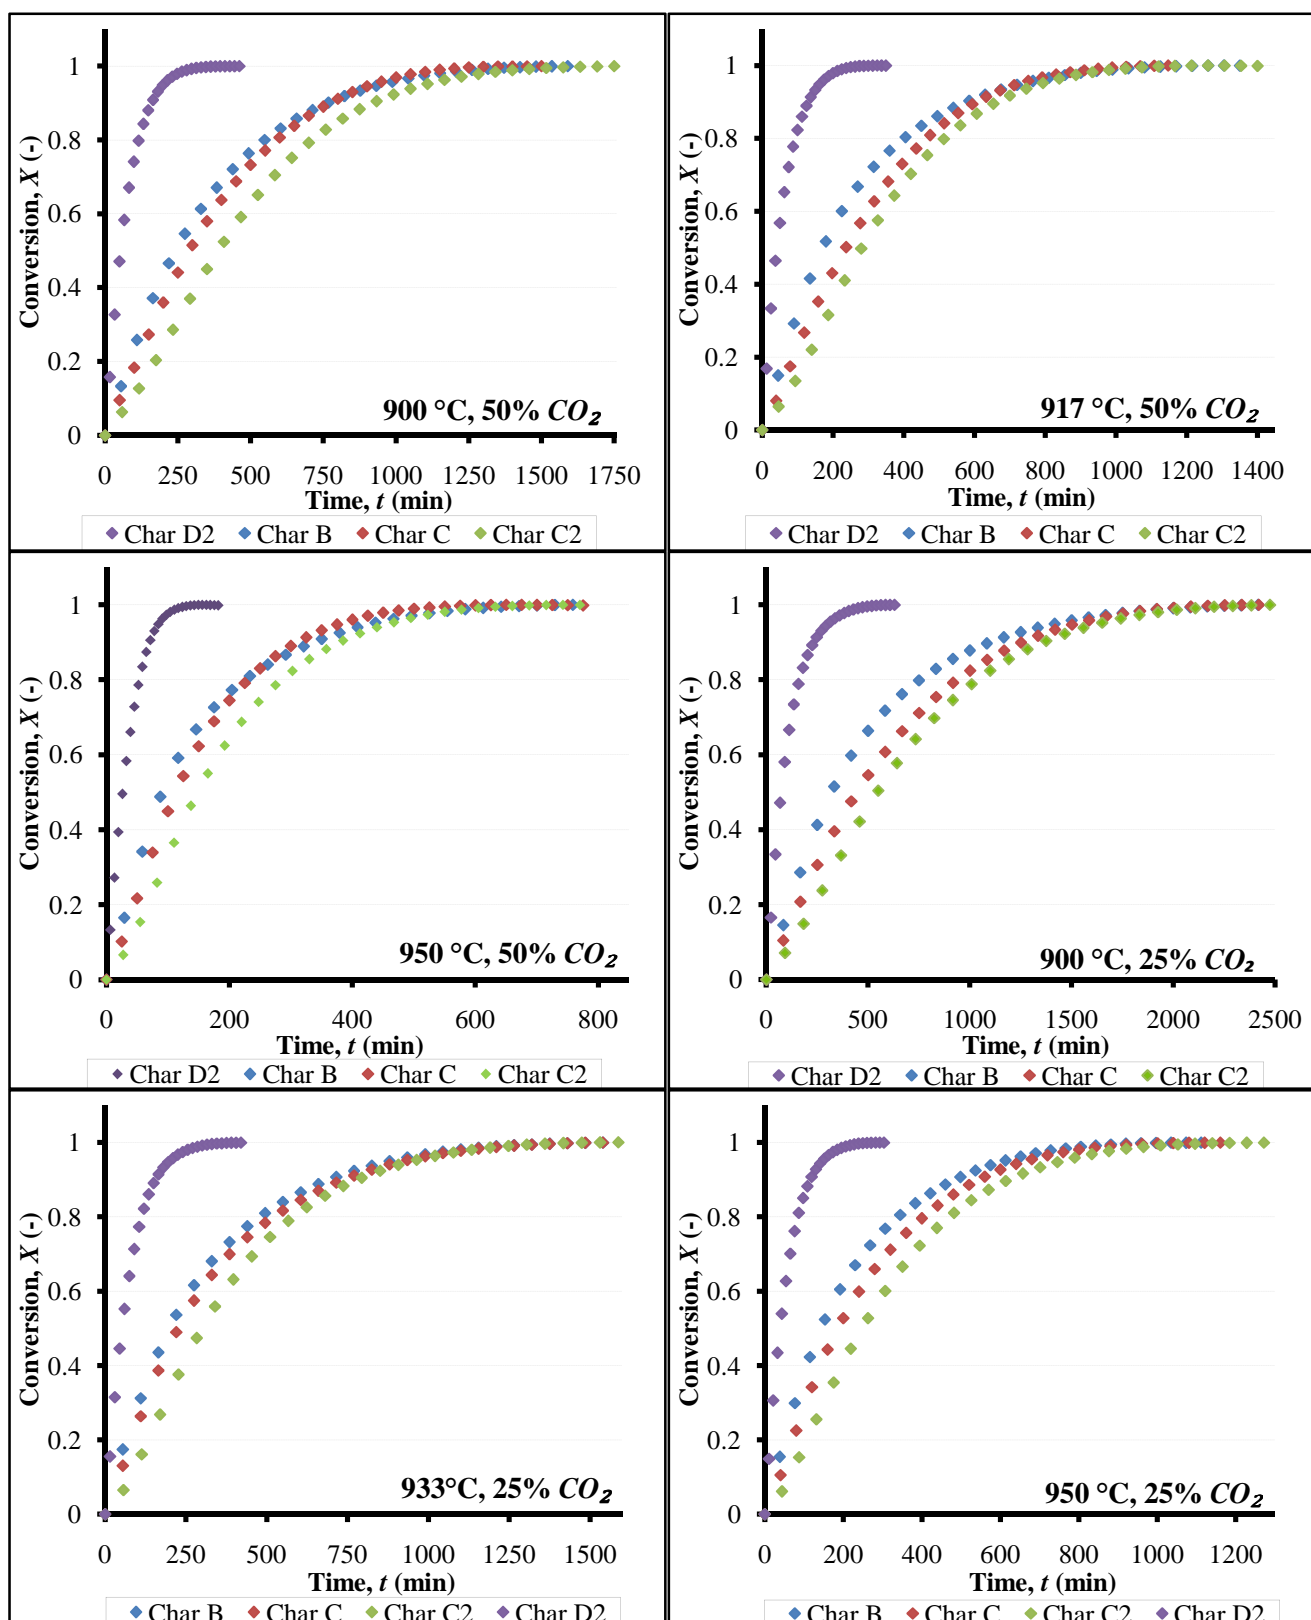 1
0.8
0.6
0.4
0.2
0
Conversion, X (-)
900 °C, 50% CO₂
0 250 500 750 1000 1250 1500 1750
Time, t (min)
Char D2 Char B Char C Char C2
1
0.8
0.6
0.4
0.2
0
Conversion, X (-)
917 °C, 50% CO₂
0 200 400 600 800 1000 1200 1400
Time, t (min)
Char D2 Char B Char C Char C2
1
0.8
0.6
0.4
0.2
0
Conversion, X (-)
950 °C, 50% CO₂
0 200 400 600 800
Time, t (min)
Char D2 Char B Char C Char C2
1
0.8
0.6
0.4
0.2
0
Conversion, X (-)
900 °C, 25% CO₂
0 500 1000 1500 2000 2500
Time, t (min)
Char D2 Char B Char C Char C2
1
0.8
0.6
0.4
0.2
0
Conversion, X (-)
933°C, 25% CO₂
0 250 500 750 1000 1250 1500
Time, t (min)
Char B Char C Char C2 Char D2
1
0.8
0.6
0.4
0.2
0
Conversion, X (-)
950 °C, 25% CO₂
0 200 400 600 800 1000 1200
Time, t (min)
Char B Char C Char C2 Char D2